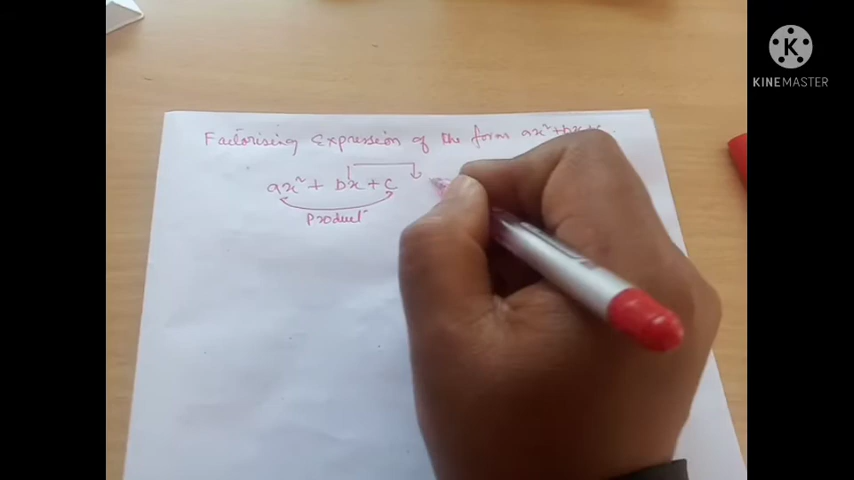 Factorising Expression of the form ax²+bx+c
ax² + bx + c
Product
KINEMASTER